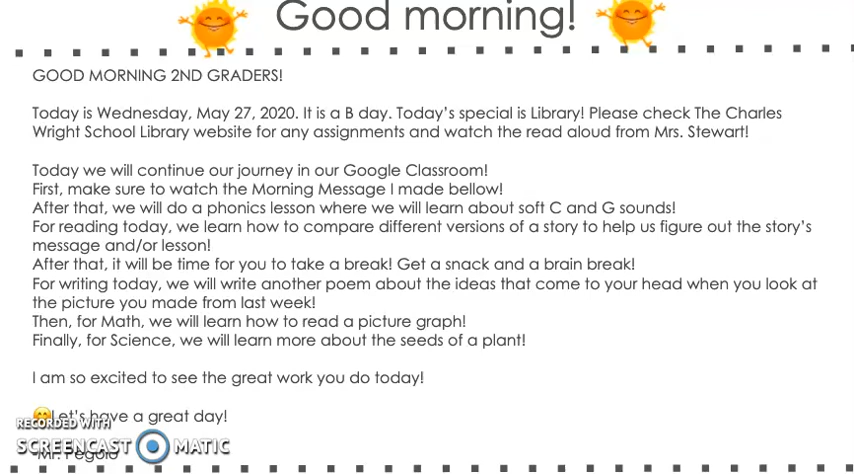 Good morning!
GOOD MORNING 2ND GRADERS!
Today is Wednesday, May 27, 2020. It is a B day. Today's special is Library! Please check The Charles
Wright School Library website for any assignments and watch the read aloud from Mrs. Stewart!
Today we will continue our journey in our Google Classroom!
First, make sure to watch the Morning Message I made bellow!
After that, we will do a phonics lesson where we will learn about soft C and G sounds!
For reading today, we learn how to compare different versions of a story to help us figure out the story's
message and/or lesson!
After that, it will be time for you to take a break! Get a snack and a brain break!
For writing today, we will write another poem about the ideas that come to your head when you look at
the picture you made from last week!
Then, for Math, we will learn how to read a picture graph!
Finally, for Science, we will learn more about the seeds of a plant!
I am so excited to see the great work you do today!
Let's have a great day!
RECORDED WITH
SCREENCAST MATIC
-Mr. Pegolo